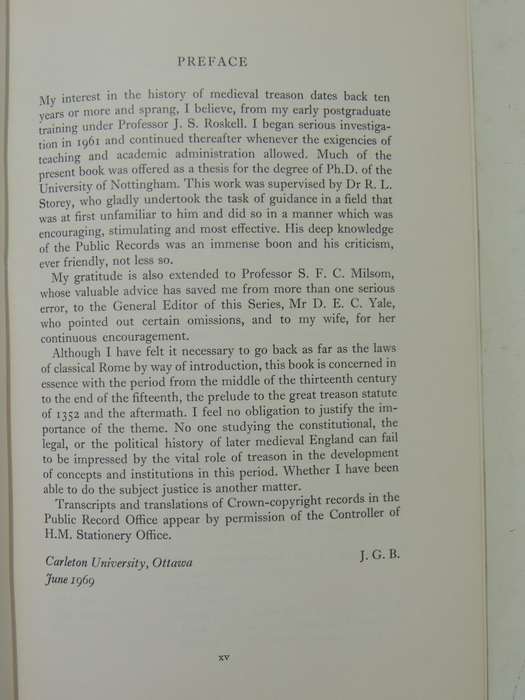 PREFACE
My interest in the history of medieval treason dates back ten
years or more and sprang, I believe, from my early postgraduate
training under Professor J. S. Roskell. I began serious investiga-
tion in 1961 and continued thereafter whenever the exigencies of
teaching and academic administration allowed. Much of the
present book was offered as a thesis for the degree of Ph.D. of the
University of Nottingham. This work was supervised by Dr R. L.
Storey, who gladly undertook the task of guidance in a field that
was at first unfamiliar to him and did so in a manner which was
encouraging, stimulating and most effective. His deep knowledge
of the Public Records was an immense boon and his criticism,
ever friendly, not less so.
My gratitude is also extended to Professor S. F. C. Milsom,
whose valuable advice has saved me from more than one serious
error, to the General Editor of this Series, Mr D. E. C. Yale,
who pointed out certain omissions, and to my wife, for her
continuous encouragement.
Although I have felt it necessary to go back as far as the laws
of classical Rome by way of introduction, this book is concerned in
essence with the period from the middle of the thirteenth century
to the end of the fifteenth, the prelude to the great treason statute
of 1352 and the aftermath. I feel no obligation to justify the im-
portance of the theme. No one studying the constitutional, the
legal, or the political history of later medieval England can fail
to be impressed by the vital role of treason in the development
of concepts and institutions in this period. Whether I have been
able to do the subject justice is another matter.
Transcripts and translations of Crown-copyright records in the
Public Record Office appear by permission of the Controller of
H.M. Stationery Office.
J. G. B.
Carleton University, Ottawa
June 1969
xv